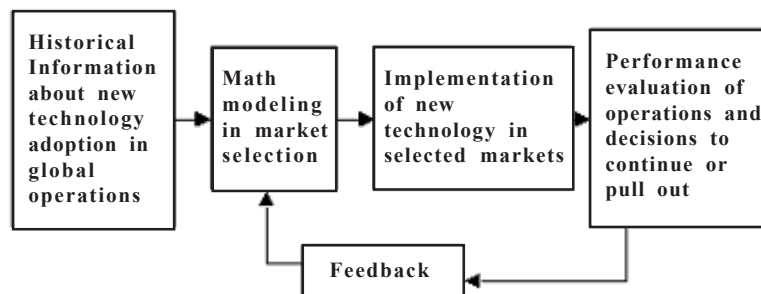 Historical
Information
about new
technology
adoption in
global
operations
Math
modeling
in market
selection
Implementation
of new
technology in
selected markets
Performance
evaluation of
operations and
decisions to
continue or
pull out
Feedback